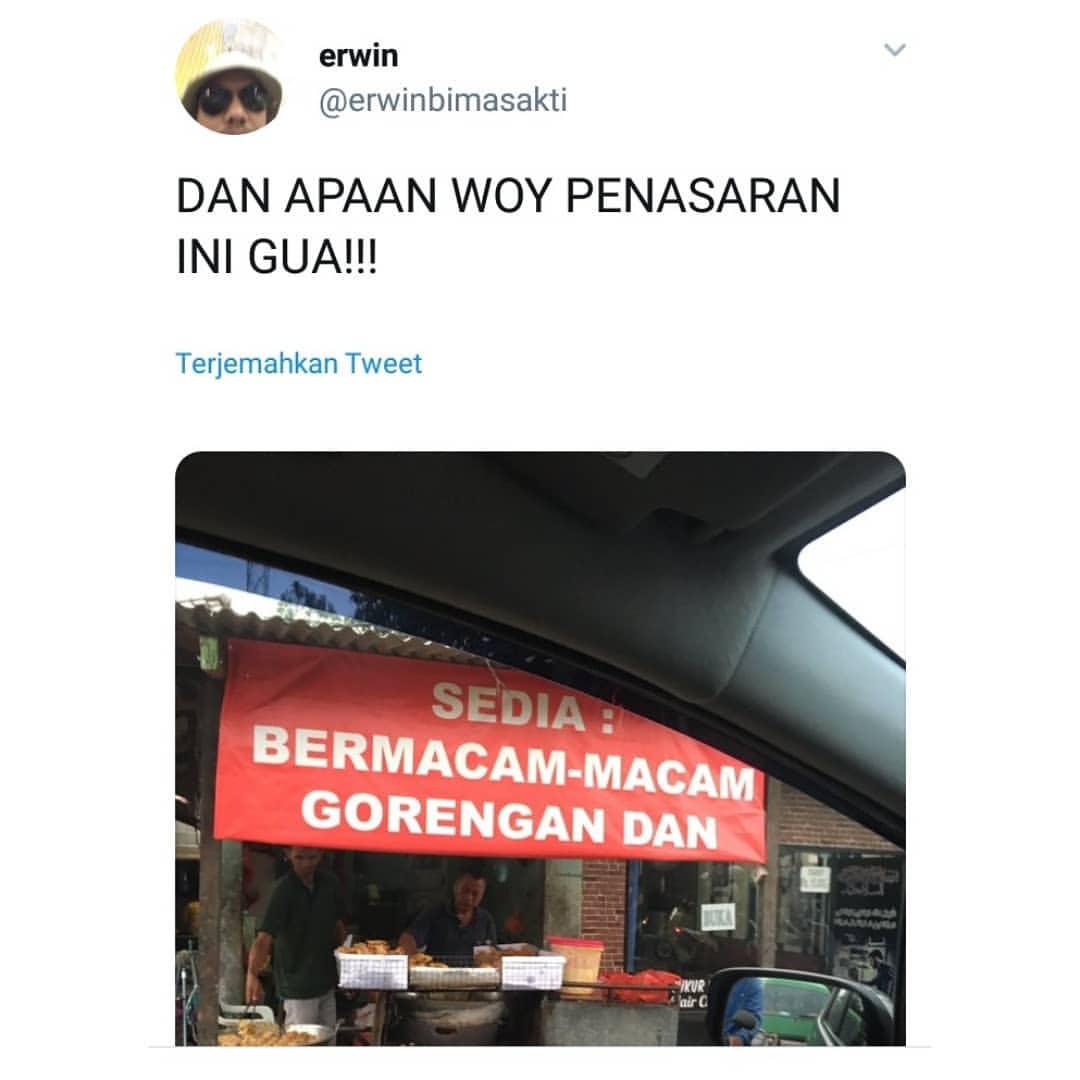 erwin
@erwinbimasakti
DAN APAAN WOY PENASARAN
INI GUA!!!
Terjemahkan Tweet
SEDIA :
BERMACAM-MACAM
GORENGAN DAN
BUKA